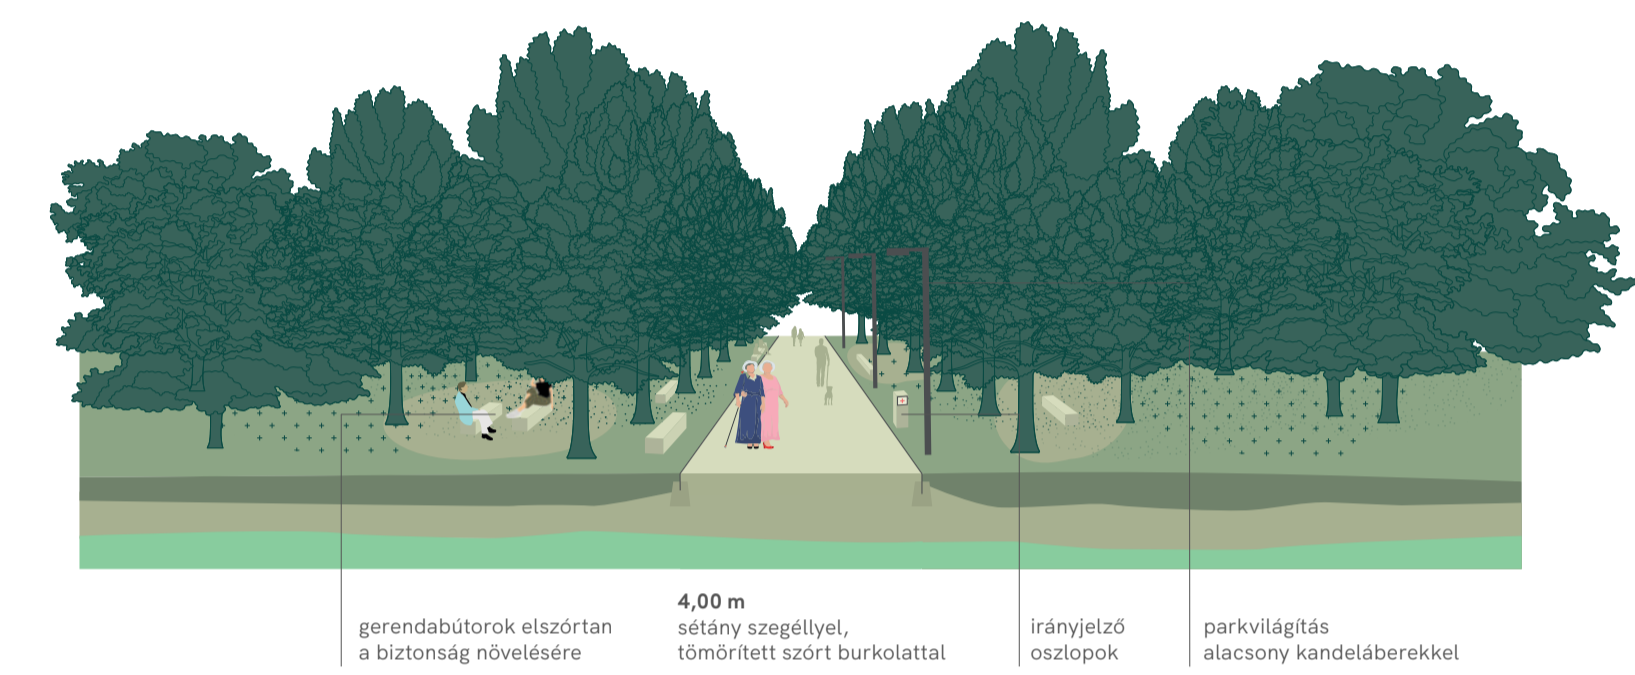 gerendabútorok elszórtan
a biztonság növelésére
4,00 m
sétány szegéllyel,
tömörített szórt burkolattal
irányjelző
oszlopok
parkvilágítás
alacsony kandeláberekkel